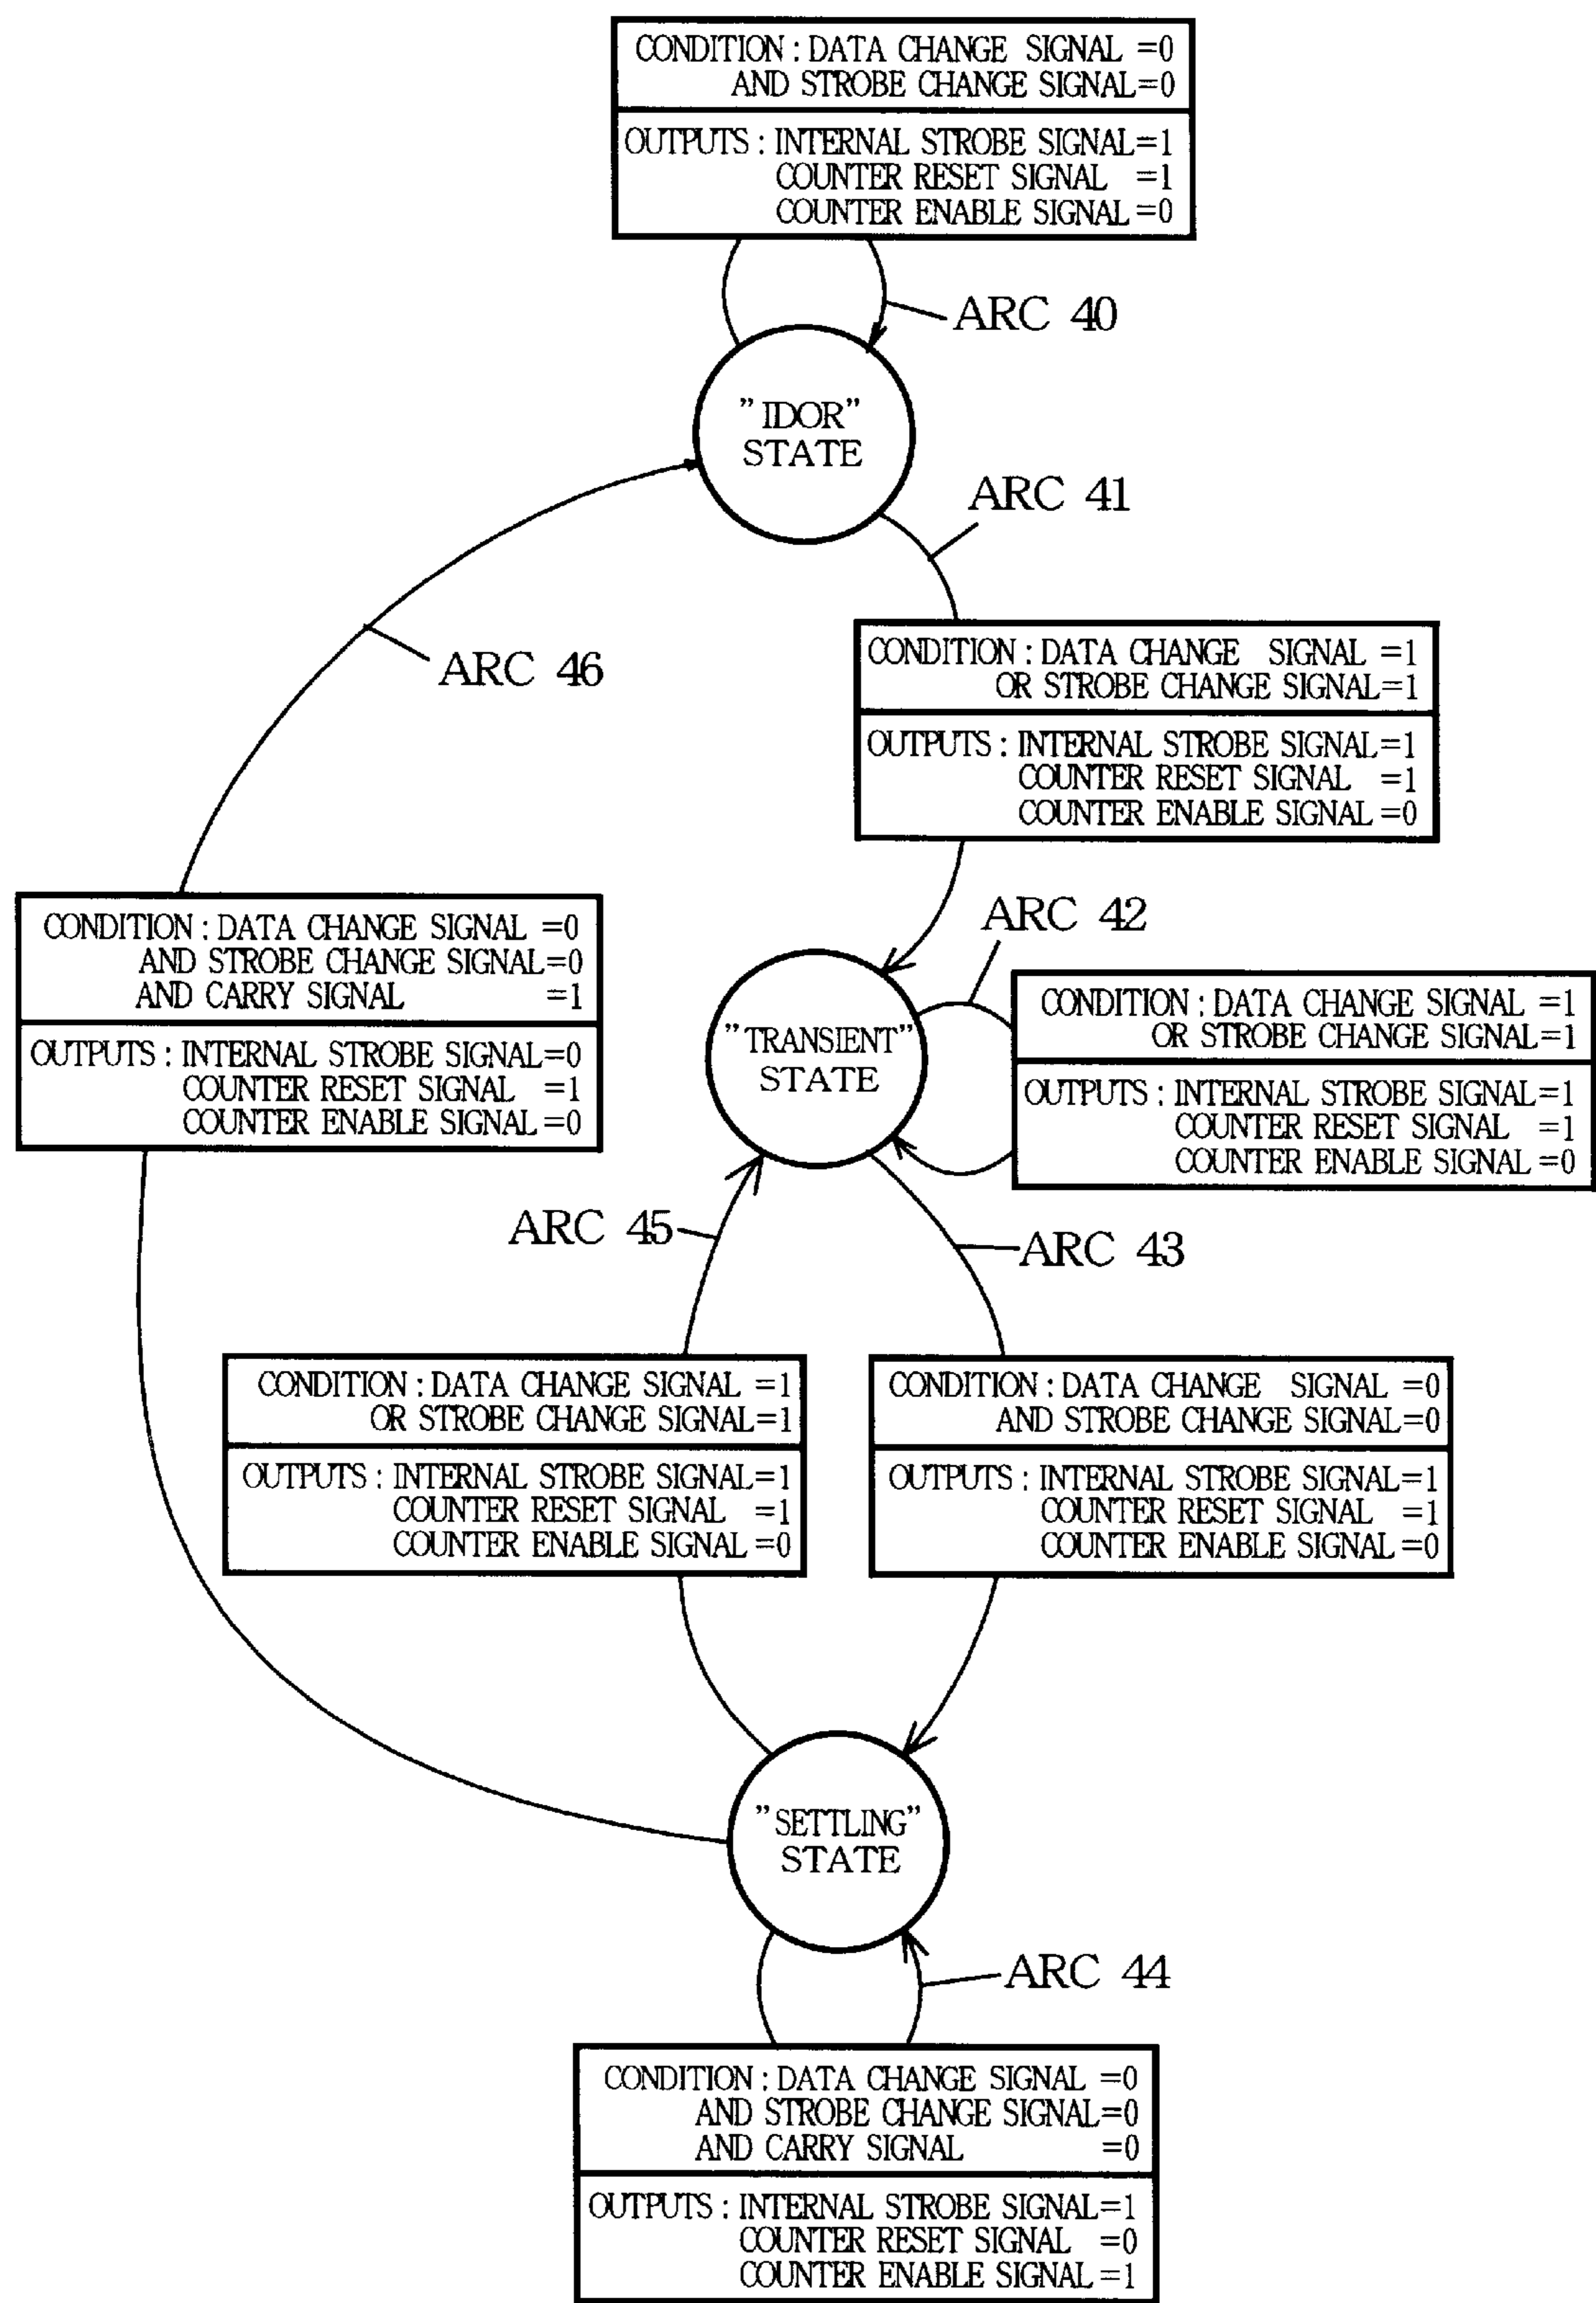 CONDITION : DATA CHANGE SIGNAL =0
AND STROBE CHANGE SIGNAL=0
OUTPUTS : INTERNAL STROBE SIGNAL=1
COUNTER RESET SIGNAL =1
COUNTER ENABLE SIGNAL=0
ARC 40
"IDOR"
STATE
ARC 41
ARC 46
CONDITION : DATA CHANGE SIGNAL =1
OR STROBE CHANGE SIGNAL=1
OUTPUTS : INTERNAL STROBE SIGNAL=1
COUNTER RESET SIGNAL =1
COUNTER ENABLE SIGNAL=0
CONDITION : DATA CHANGE SIGNAL =0
AND STROBE CHANGE SIGNAL=0
AND CARRY SIGNAL =1
OUTPUTS : INTERNAL STROBE SIGNAL=0
COUNTER RESET SIGNAL =1
COUNTER ENABLE SIGNAL=0
ARC 42
"TRANSIENT"
STATE
CONDITION : DATA CHANGE SIGNAL =1
OR STROBE CHANGE SIGNAL=1
OUTPUTS : INTERNAL STROBE SIGNAL=1
COUNTER RESET SIGNAL =1
COUNTER ENABLE SIGNAL=0
ARC 45
ARC 43
CONDITION : DATA CHANGE SIGNAL =1
OR STROBE CHANGE SIGNAL=1
OUTPUTS : INTERNAL STROBE SIGNAL=1
COUNTER RESET SIGNAL =1
COUNTER ENABLE SIGNAL=0
CONDITION : DATA CHANGE SIGNAL =0
AND STROBE CHANGE SIGNAL=0
OUTPUTS : INTERNAL STROBE SIGNAL=1
COUNTER RESET SIGNAL =1
COUNTER ENABLE SIGNAL=0
"SETTLING"
STATE
ARC 44
CONDITION : DATA CHANGE SIGNAL =0
AND STROBE CHANGE SIGNAL=0
AND CARRY SIGNAL =0
OUTPUTS : INTERNAL STROBE SIGNAL=1
COUNTER RESET SIGNAL =0
COUNTER ENABLE SIGNAL=1